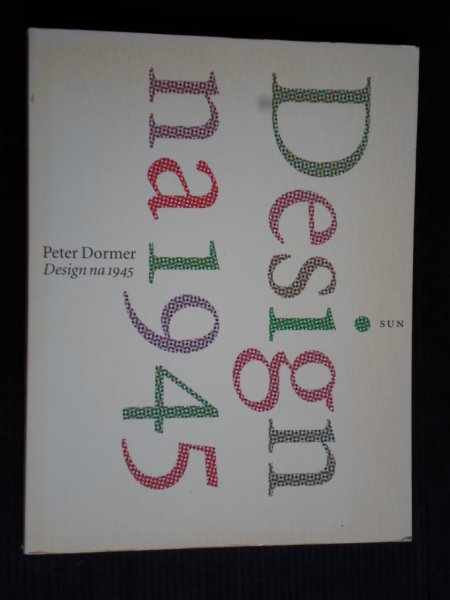 Design
na 1945
Peter Dormer
Design na 1945
SUN